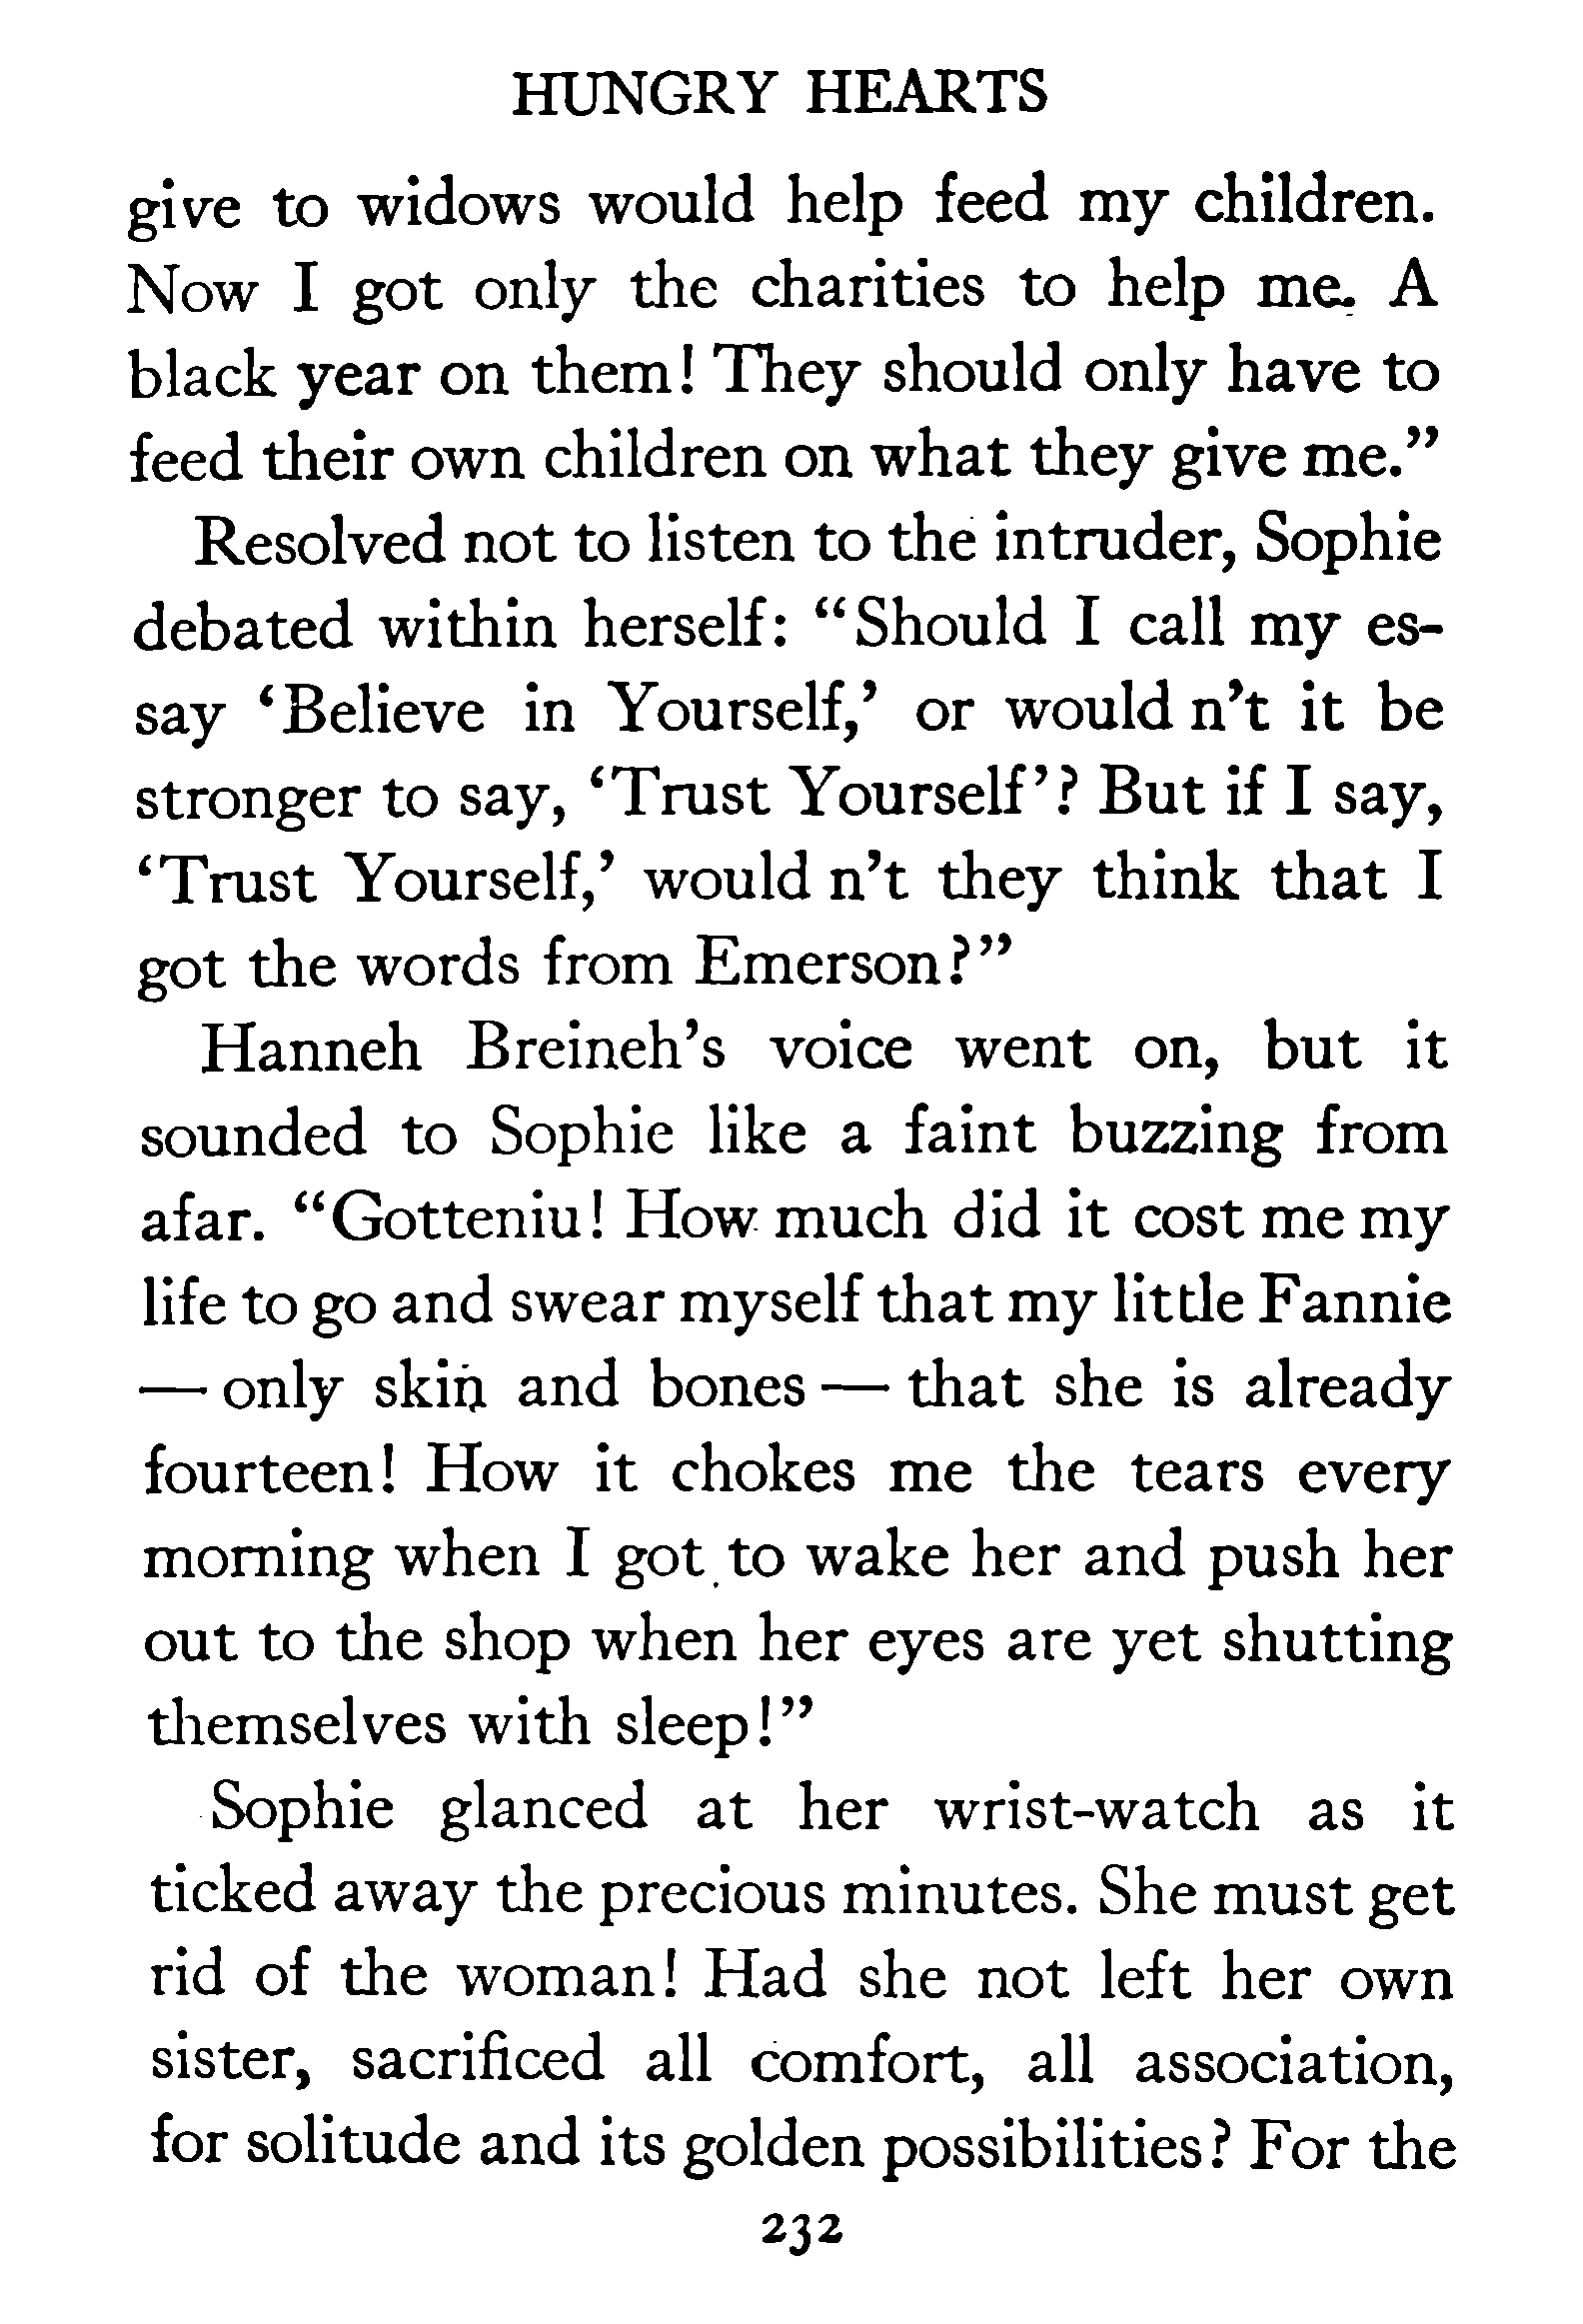 HUNGRY HEARTS
give to widows would help feed my children.
Now I got only the charities to help me. A
black year on them! They should only have to
feed their own children on what they give me.”
Resolved not to listen to the intruder, Sophie
debated within herself: “Should I call my es-
say ‘Believe in Yourself,’ or would n’t it be
stronger to say, ‘Trust Yourself’? But if I say,
‘Trust Yourself,’ would n’t they think that I
got the words from Emerson?”
Hanneh Breineh’s voice went on, but it
sounded to Sophie like a faint buzzing from
afar. “Gotteniu! How much did it cost me my
life to go and swear myself that my little Fannie
— only skin and bones — that she is already
fourteen! How it chokes me the tears every
morning when I got to wake her and push her
out to the shop when her eyes are yet shutting
themselves with sleep!”
Sophie glanced at her wrist-watch as it
ticked away the precious minutes. She must get
rid of the woman! Had she not left her own
sister, sacrificed all comfort, all association,
for solitude and its golden possibilities? For the
232